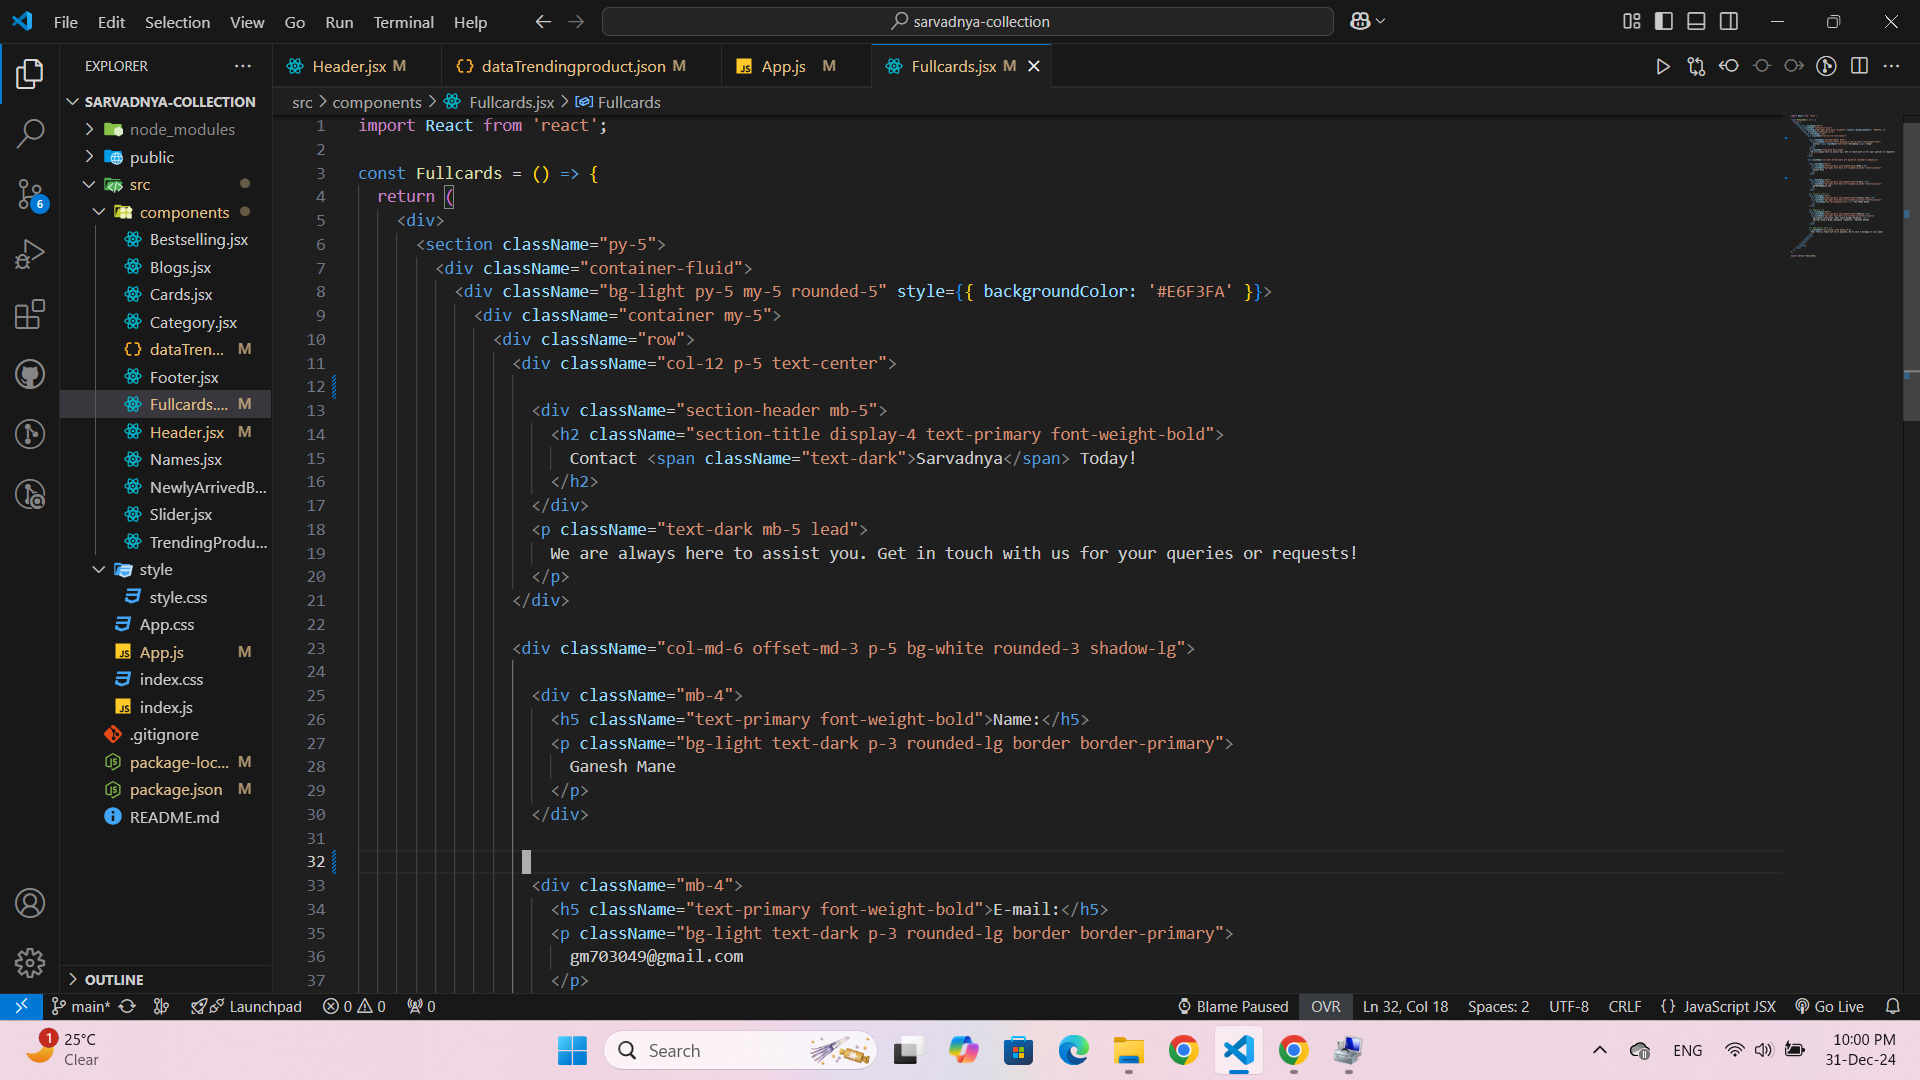 File Edit Selection View Go Run Terminal Help
sarvadnya-collection
EXPLORER
SARVADNYA-COLLECTION
node_modules
public
src
components
Bestselling.jsx
Blogs.jsx
Cards.jsx
Category.jsx
dataTren... M
Footer.jsx
Fullcards.... M
Header.jsx M
Names.jsx
NewlyArrivedB...
Slider.jsx
TrendingProdu...
style
style.css
App.css
App.js M
index.css
index.js
.gitignore
package-loc... M
package.json M
README.md
OUTLINE
6
Header.jsx M dataTrendingproduct.json M App.js M Fullcards.jsx M
src > components > Fullcards.jsx > Fullcards
1 import React from 'react';
2
3 const Fullcards = () => {
4 return (
5 <div>
6 <section className="py-5">
7 <div className="container-fluid">
8 <div className="bg-light py-5 my-5 rounded-5" style={{ backgroundColor: '#E6F3FA' }}>
9 <div className="container my-5">
10 <div className="row">
11 <div className="col-12 p-5 text-center">
12
13 <div className="section-header mb-5">
14 <h2 className="section-title display-4 text-primary font-weight-bold">
15 Contact <span className="text-dark">Sarvadnya</span> Today!
16 </h2>
17 </div>
18 <p className="text-dark mb-5 lead">
19 We are always here to assist you. Get in touch with us for your queries or requests!
20 </p>
21 </div>
22
23 <div className="col-md-6 offset-md-3 p-5 bg-white rounded-3 shadow-lg">
24
25 <div className="mb-4">
26 <h5 className="text-primary font-weight-bold">Name:</h5>
27 <p className="bg-light text-dark p-3 rounded-lg border border-primary">
28 Ganesh Mane
29 </p>
30 </div>
31
32
33 <div className="mb-4">
34 <h5 className="text-primary font-weight-bold">E-mail:</h5>
35 <p className="bg-light text-dark p-3 rounded-lg border border-primary">
36 gm703049@gmail.com
37 </p>
main* Launchpad 0 0 0 Blame Paused OVR Ln 32, Col 18 Spaces: 2 UTF-8 CRLF {} JavaScript JSX Go Live
1 25°C
Clear
Search
ENG
10:00 PM
31-Dec-24